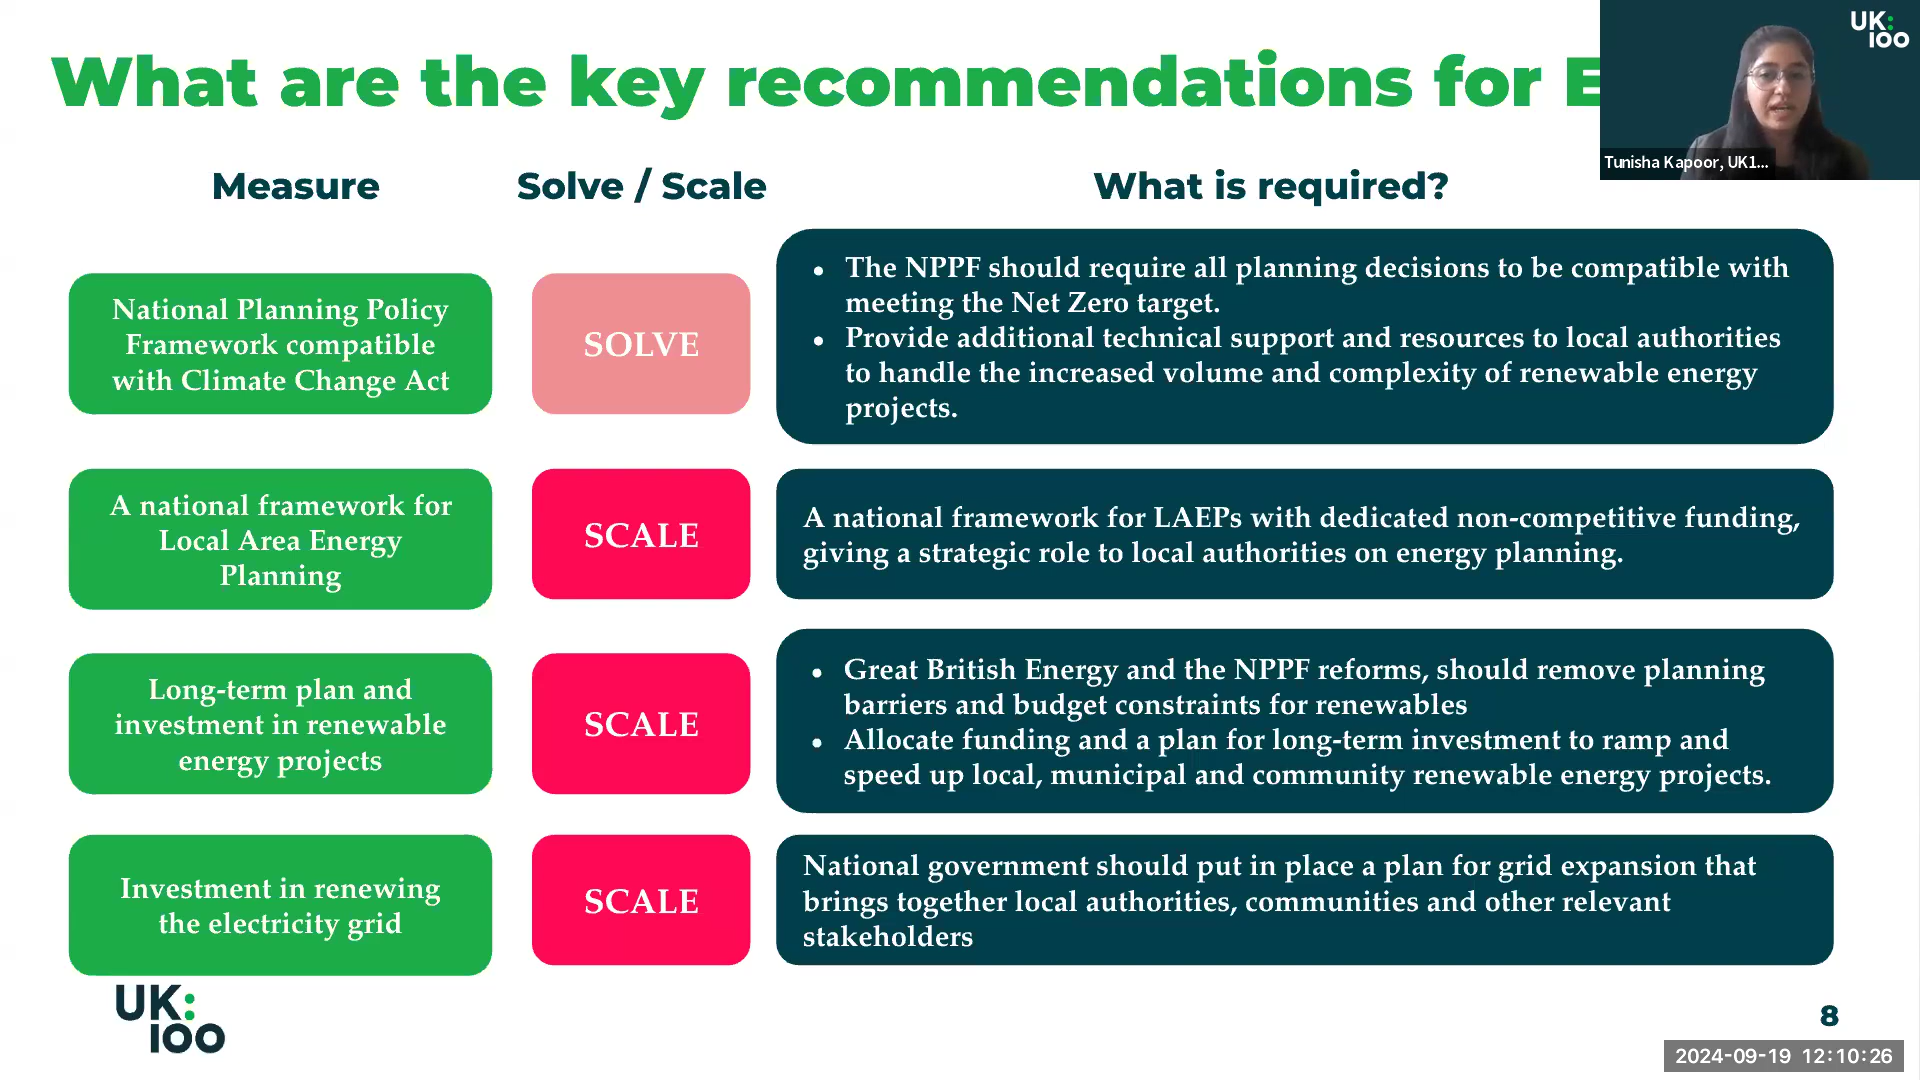 What are the key recommendations for E
UK:
100
Tunisha Kapoor, UK1...
Measure
Solve / Scale
What is required?
National Planning Policy
Framework compatible
with Climate Change Act
SOLVE
• The NPPF should require all planning decisions to be compatible with
meeting the Net Zero target.
• Provide additional technical support and resources to local authorities
to handle the increased volume and complexity of renewable energy
projects.
A national framework for
Local Area Energy
Planning
SCALE
A national framework for LAEPs with dedicated non-competitive funding,
giving a strategic role to local authorities on energy planning.
Long-term plan and
investment in renewable
energy projects
SCALE
• Great British Energy and the NPPF reforms, should remove planning
barriers and budget constraints for renewables
• Allocate funding and a plan for long-term investment to ramp and
speed up local, municipal and community renewable energy projects.
Investment in renewing
the electricity grid
SCALE
National government should put in place a plan for grid expansion that
brings together local authorities, communities and other relevant
stakeholders
UK:
100
8
2024-09-19 12:10:26